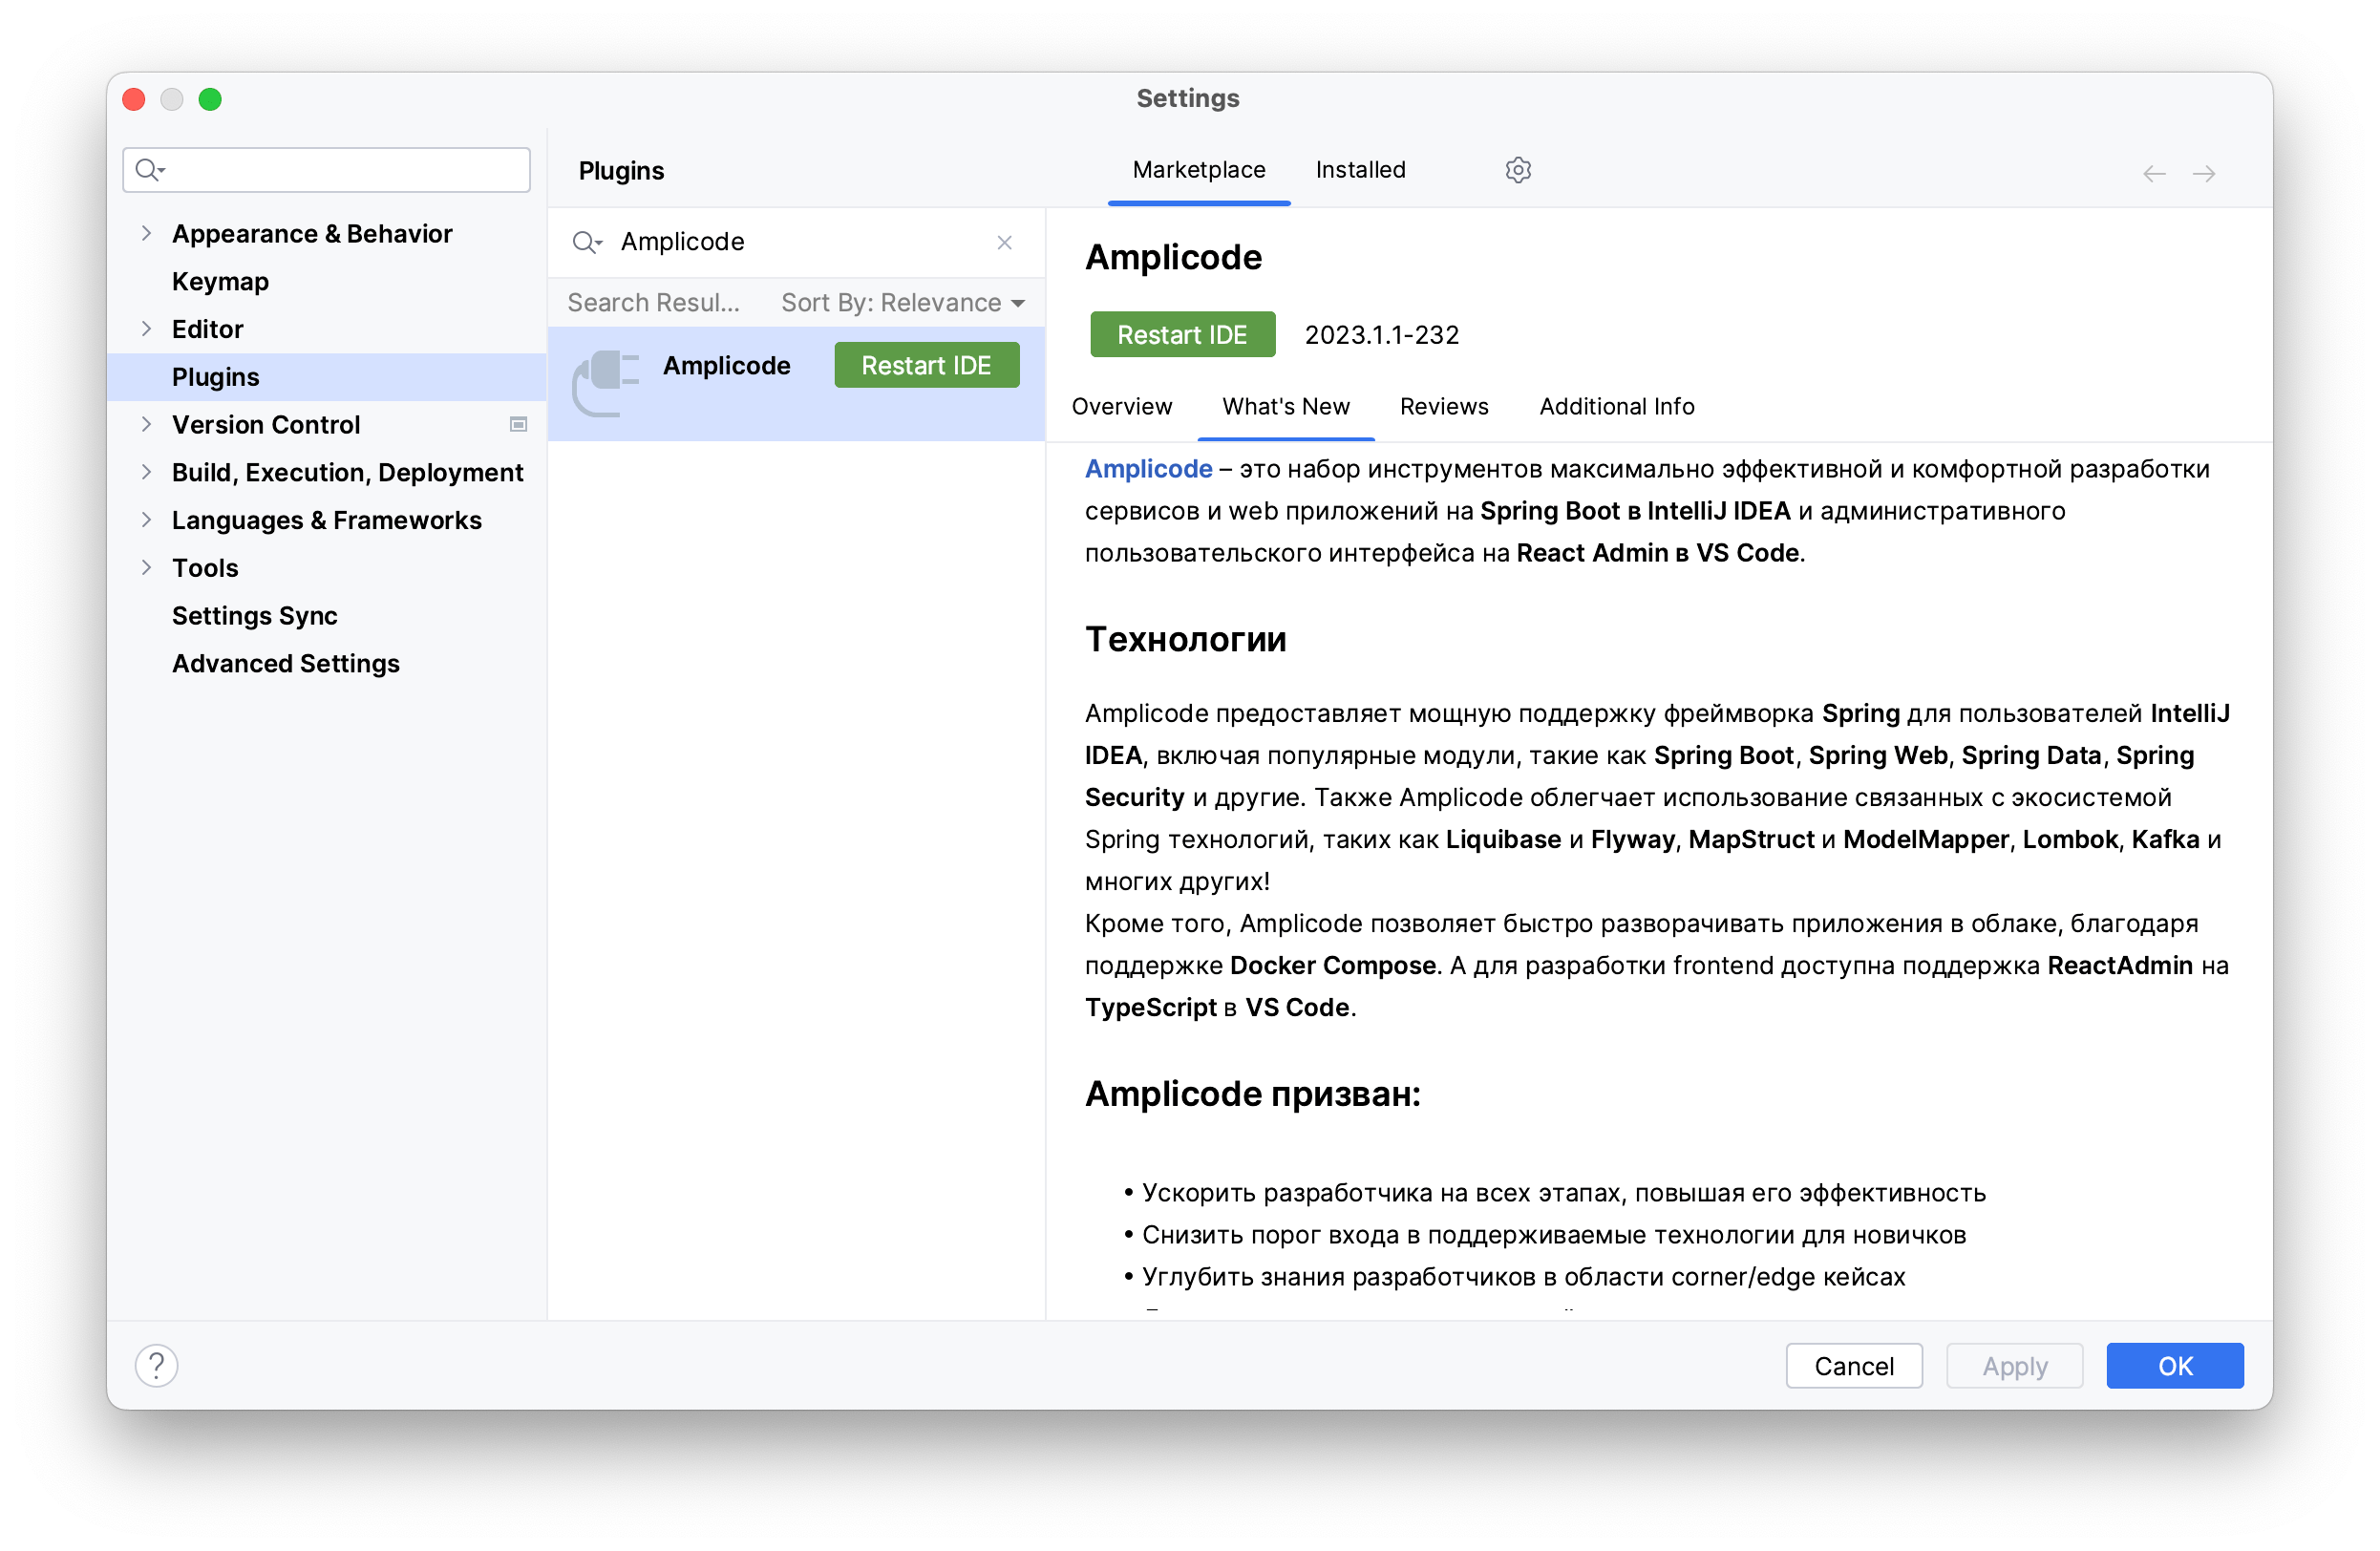 Settings
Plugins
Marketplace
Installed
Appearance & Behavior
Keymap
Editor
Plugins
Version Control
Build, Execution, Deployment
Languages & Frameworks
Tools
Settings Sync
Advanced Settings
Amplicode
Search Resul...
Sort By: Relevance
Amplicode
Restart IDE
Amplicode
Restart IDE
2023.1.1-232
Overview
What's New
Reviews
Additional Info
Amplicode – это набор инструментов максимально эффективной и комфортной разработки
сервисов и web приложений на Spring Boot в IntelliJ IDEA и административного
пользовательского интерфейса на React Admin в VS Code.
Технологии
Amplicode предоставляет мощную поддержку фреймворка Spring для пользователей IntelliJ
IDEA, включая популярные модули, такие как Spring Boot, Spring Web, Spring Data, Spring
Security и другие. Также Amplicode облегчает использование связанных с экосистемой
Spring технологий, таких как Liquibase и Flyway, MapStruct и ModelMapper, Lombok, Kafka и
многих других!
Кроме того, Amplicode позволяет быстро разворачивать приложения в облаке, благодаря
поддержке Docker Compose. А для разработки frontend доступна поддержка ReactAdmin на
TypeScript в VS Code.
Amplicode призван:
• Ускорить разработчика на всех этапах, повышая его эффективность
• Снизить порог входа в поддерживаемые технологии для новичков
• Углубить знания разработчиков в области corner/edge кейсах
?
Cancel
Apply
OK